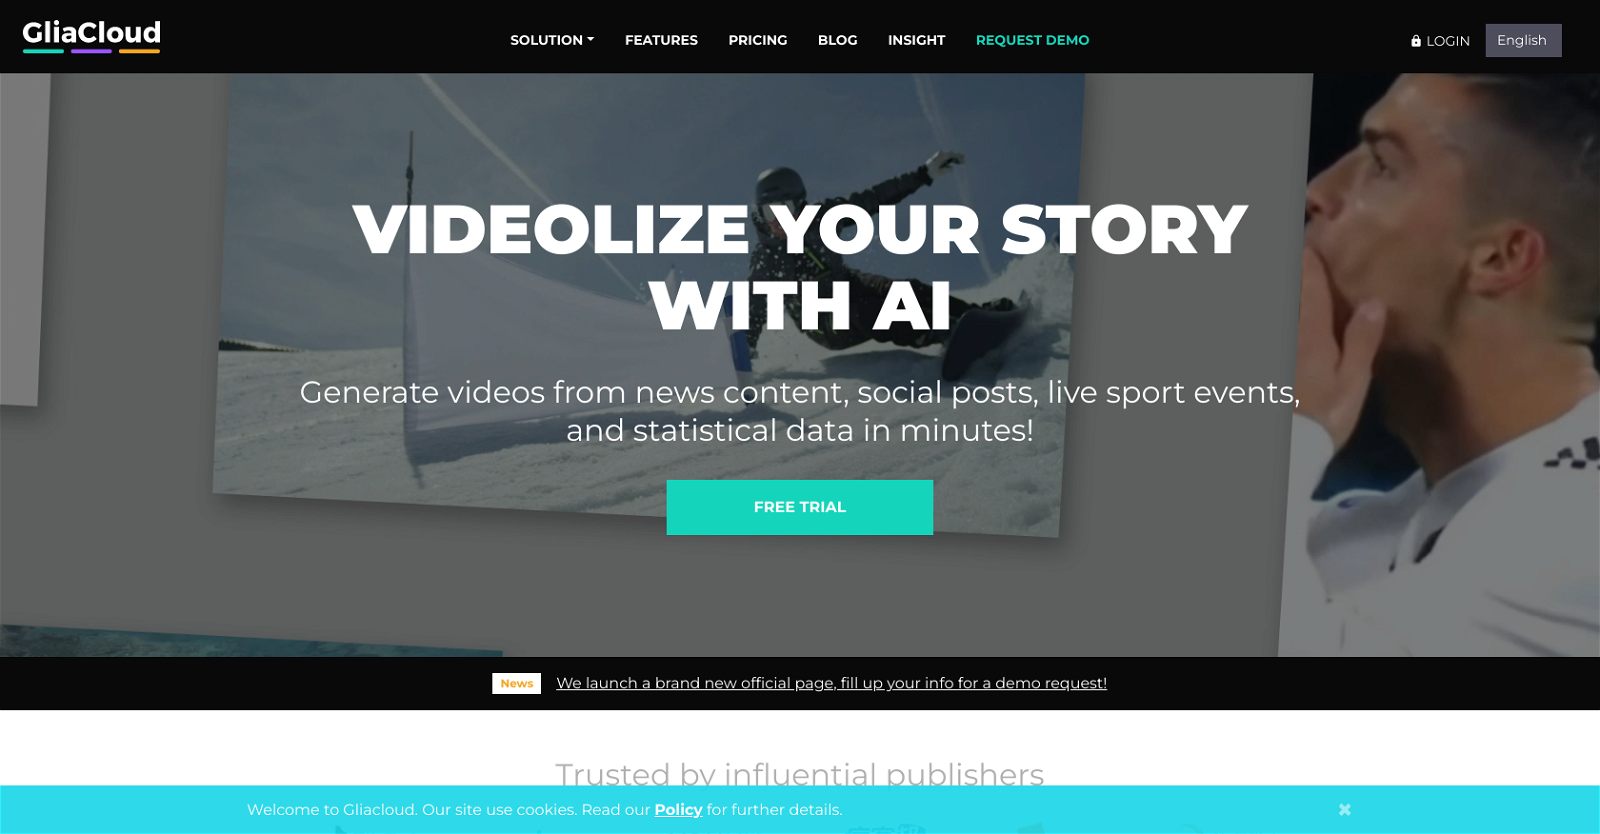 GliaCloud
SOLUTION
FEATURES
PRICING
BLOG
INSIGHT
REQUEST DEMO
LOGIN
English
VIDEOLIZE YOUR STORY
WITH AI
Generate videos from news content, social posts, live sport events,
and statistical data in minutes!
FREE TRIAL
News
We launch a brand new official page, fill up your info for a demo request!
Trusted by influential publishers
Welcome to Gliacloud. Our site use cookies. Read our Policy for further details.